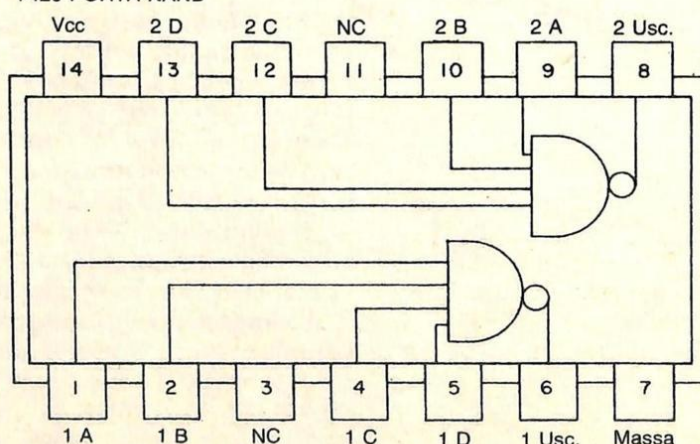 Vcc 2 D 2 C NC 2 B 2 A 2 Usc.
14 13 12 11 10 9 8
1 2 3 4 5 6 7
1 A 1 B NC 1 C 1 D 1 Usc. Massa